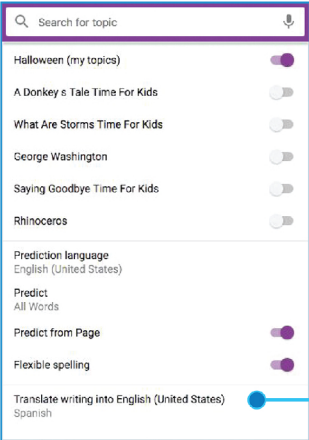 Search for topic
Halloween (my topics)
A Donkey s Tale Time For Kids
What Are Storms Time For Kids
George Washington
Saying Goodbye Time For Kids
Rhinoceros
Prediction language
English (United States)
Predict
All Words
Predict from Page
Flexible spelling
Translate writing into English (United States)
Spanish